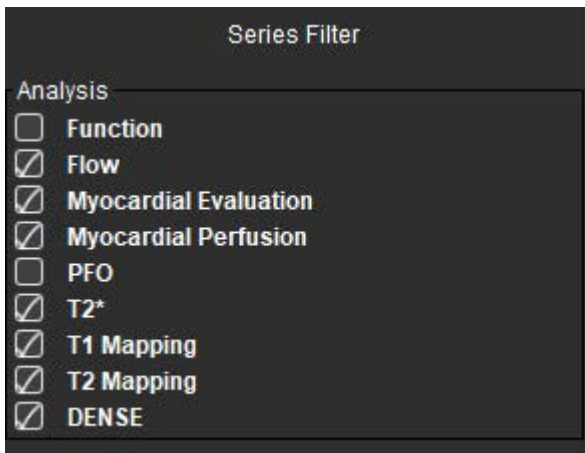 Series Filter
Analysis
Function
Flow
Myocardial Evaluation
Myocardial Perfusion
PFO
T2*
T1 Mapping
T2 Mapping
DENSE